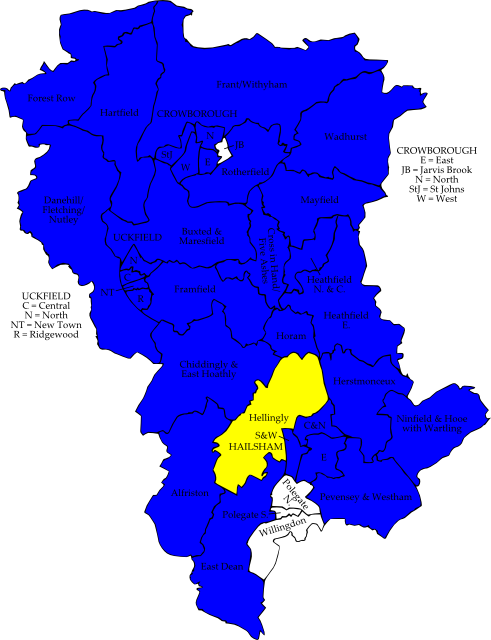 Frant/Withyham
Forest Row
Hartfield
CROWBOROUGH
N
JB
StJ
W
E
Rotherfield
Wadhurst
CROWBOROUGH
E = East
JB = Jarvis Brook
N = North
StJ = St Johns
W = West
Mayfield
Danehill/
Fletching/
Nutley
UCKFIELD
Buxted &
Maresfield
Cross in Hand/
Five Ashes
N
C
NT
R
Framfield
Heathfield
N. & C.
UCKFIELD
C = Central
N = North
NT = New Town
R = Ridgewood
Heathfield
E
Horam
Chiddingly &
East Hoathly
Herstmonceux
Hellingly
C&N
Ninfield & Hooe
with Wartling
S&W
HAILSHAM
E
Alfriston
Polegate
N
Pevensey & Westham
Polegate S
Willingdon
East Dean